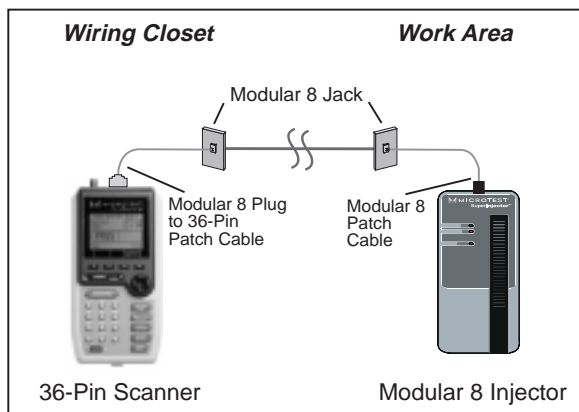 Wiring Closet
Work Area
Modular 8 Jack
Modular 8 Plug
to 36-Pin
Patch Cable
Modular 8
Patch
Cable
MICROTEST
SuperInjector
36-Pin Scanner
Modular 8 Injector